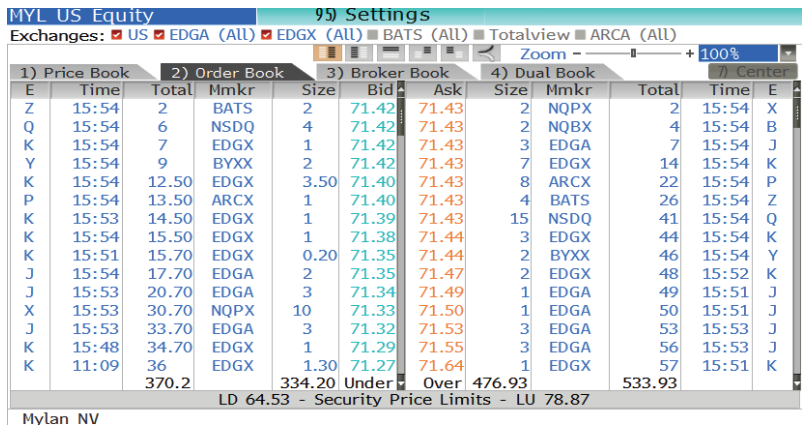 MYL US Equity 95) Settings
Exchanges: US EDGA (All) EDGX (All) BATS (All) Totalview ARCA (All)
Zoom - + 100%
1) Price Book 2) Order Book 3) Broker Book 4) Dual Book 7) Center
E Time Total Mmkr Size Bid Ask Size Mmkr Total Time E
Z 15:54 2 BATS 2 71.42 71.43 2 NQPX 2 15:54 X
Q 15:54 6 NSDQ 4 71.42 71.43 2 NQBX 4 15:54 B
K 15:54 7 EDGX 1 71.42 71.43 3 EDGA 7 15:54 J
Y 15:54 9 BYXX 2 71.42 71.43 7 EDGX 14 15:54 K
K 15:54 12.50 EDGX 3.50 71.40 71.43 8 ARCX 22 15:54 P
P 15:54 13.50 ARCX 1 71.40 71.43 4 BATS 26 15:54 Z
K 15:53 14.50 EDGX 1 71.39 71.43 15 NSDQ 41 15:54 Q
K 15:54 15.50 EDGX 1 71.38 71.44 3 EDGX 44 15:54 K
K 15:51 15.70 EDGX 0.20 71.35 71.44 2 BYXX 46 15:54 Y
J 15:54 17.70 EDGA 2 71.35 71.47 2 EDGX 48 15:52 K
J 15:53 20.70 EDGA 3 71.34 71.49 1 EDGA 49 15:51 J
X 15:53 30.70 NQPX 10 71.33 71.50 1 EDGA 50 15:51 J
J 15:53 33.70 EDGA 3 71.32 71.53 3 EDGA 53 15:53 J
K 15:48 34.70 EDGX 1 71.29 71.55 3 EDGA 56 15:53 J
K 11:09 36 EDGX 1.30 71.27 71.64 1 EDGX 57 15:51 K
370.2 334.20 Under Over 476.93 533.93
LD 64.53 - Security Price Limits - LU 78.87
Mylan NV